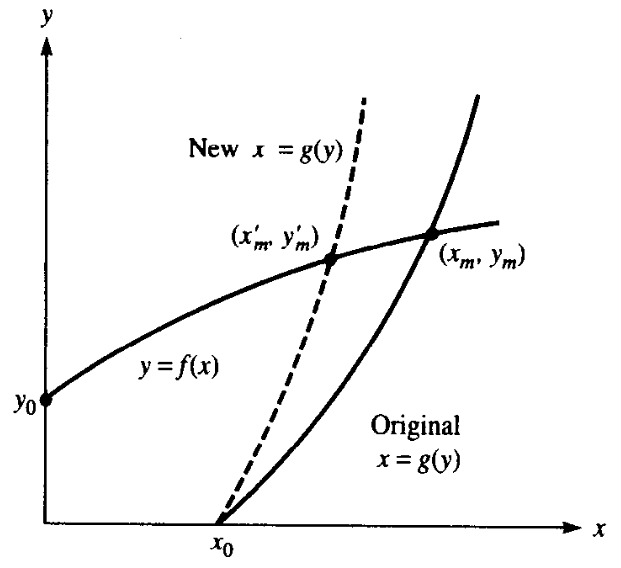 y
New x = g(y)
(x′m, y′m)
(xm, ym)
y = f(x)
y0
Original
x = g(y)
x
x0